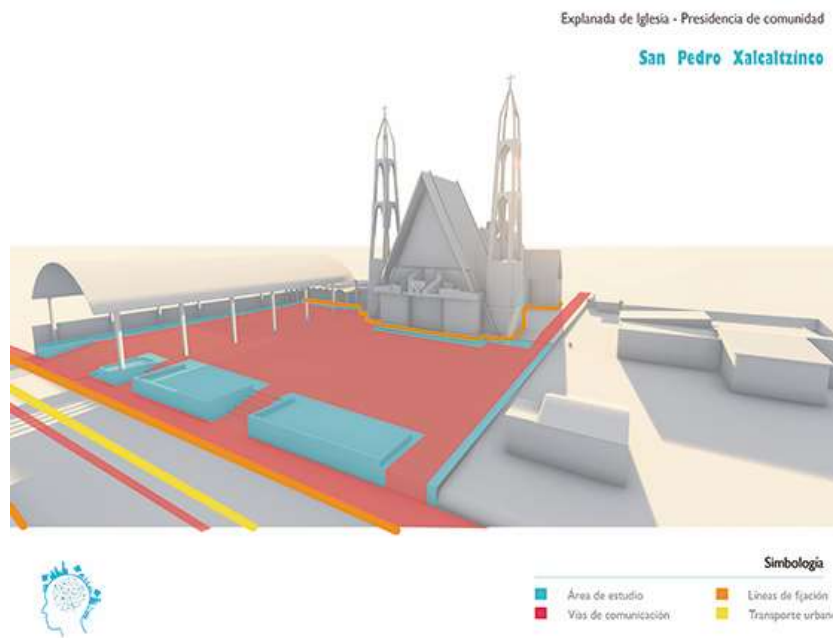 Explanada de Iglesia - Presidencia de comunidad
San Pedro Xalcaltzinco
Simbología
Área de estudio
Líneas de fijación
Vías de comunicación
Transporte urbano